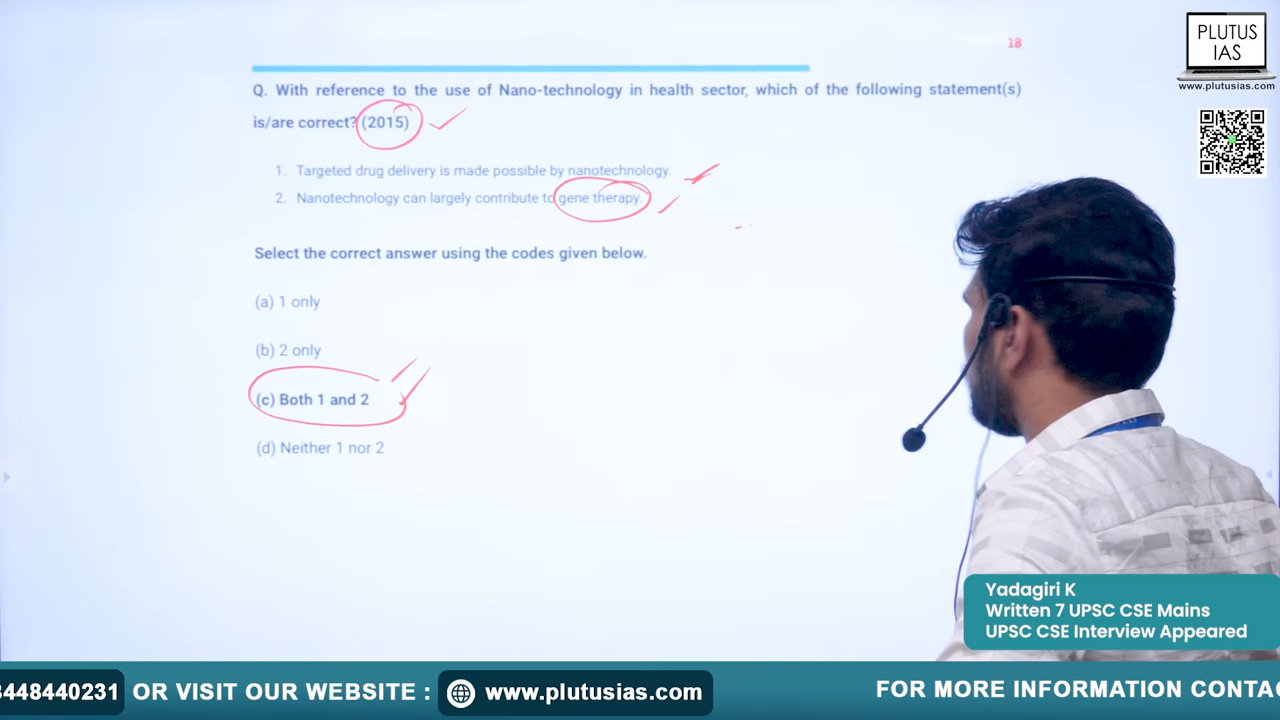 18
PLUTUS
IAS
www.plutusias.com
Q. With reference to the use of Nano-technology in health sector, which of the following statement(s)
is/are correct? (2015)
1. Targeted drug delivery is made possible by nanotechnology.
2. Nanotechnology can largely contribute to gene therapy.
Select the correct answer using the codes given below.
(a) 1 only
(b) 2 only
(c) Both 1 and 2
(d) Neither 1 nor 2
Yadagiri K
Written 7 UPSC CSE Mains
UPSC CSE Interview Appeared
8448440231 OR VISIT OUR WEBSITE : www.plutusias.com FOR MORE INFORMATION CONTA